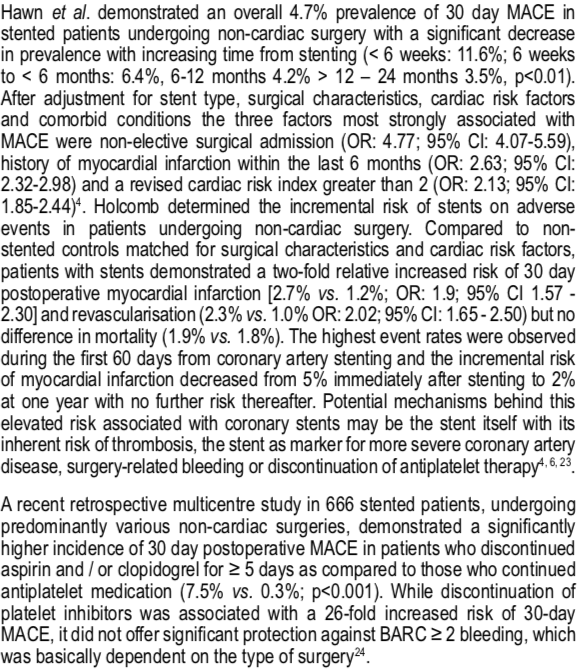 Hawn et al. demonstrated an overall 4.7% prevalence of 30 day MACE in
stented patients undergoing non-cardiac surgery with a significant decrease
in prevalence with increasing time from stenting (< 6 weeks: 11.6%; 6 weeks
to < 6 months: 6.4%, 6-12 months 4.2% > 12 – 24 months 3.5%, p<0.01).
After adjustment for stent type, surgical characteristics, cardiac risk factors
and comorbid conditions the three factors most strongly associated with
MACE were non-elective surgical admission (OR: 4.77; 95% CI: 4.07-5.59),
history of myocardial infarction within the last 6 months (OR: 2.63; 95% CI:
2.32-2.98) and a revised cardiac risk index greater than 2 (OR: 2.13; 95% CI:
1.85-2.44)4. Holcomb determined the incremental risk of stents on adverse
events in patients undergoing non-cardiac surgery. Compared to non-
stented controls matched for surgical characteristics and cardiac risk factors,
patients with stents demonstrated a two-fold relative increased risk of 30 day
postoperative myocardial infarction [2.7% vs. 1.2%; OR: 1.9; 95% CI 1.57 -
2.30] and revascularisation (2.3% vs. 1.0% OR: 2.02; 95% CI: 1.65 - 2.50) but no
difference in mortality (1.9% vs. 1.8%). The highest event rates were observed
during the first 60 days from coronary artery stenting and the incremental risk
of myocardial infarction decreased from 5% immediately after stenting to 2%
at one year with no further risk thereafter. Potential mechanisms behind this
elevated risk associated with coronary stents may be the stent itself with its
inherent risk of thrombosis, the stent as marker for more severe coronary artery
disease, surgery-related bleeding or discontinuation of antiplatelet therapy4, 6, 23.
A recent retrospective multicentre study in 666 stented patients, undergoing
predominantly various non-cardiac surgeries, demonstrated a significantly
higher incidence of 30 day postoperative MACE in patients who discontinued
aspirin and / or clopidogrel for ≥ 5 days as compared to those who continued
antiplatelet medication (7.5% vs. 0.3%; p<0.001). While discontinuation of
platelet inhibitors was associated with a 26-fold increased risk of 30-day
MACE, it did not offer significant protection against BARC ≥ 2 bleeding, which
was basically dependent on the type of surgery24.